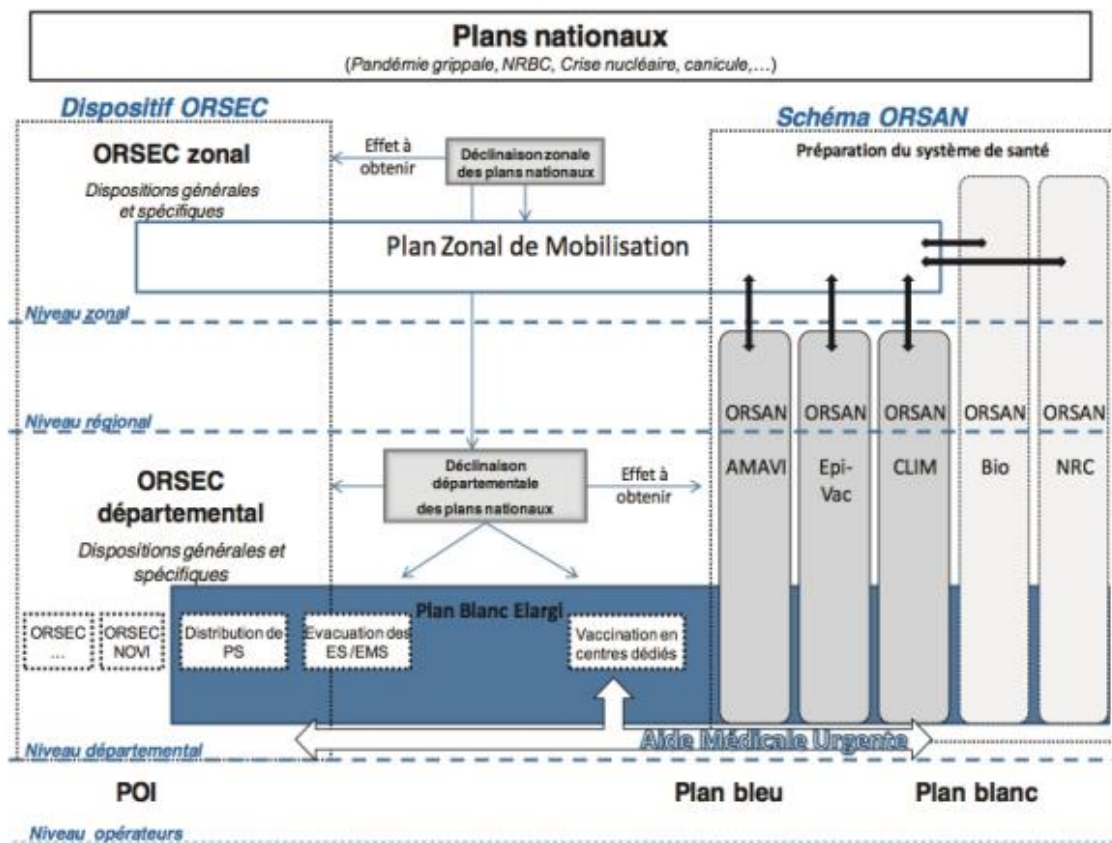 Plans nationaux
(Pandémie grippale, NRBC, Crise nucléaire, canicule,...)
Dispositif ORSEC
Schéma ORSAN
ORSEC zonal
Dispositions générales
et spécifiques
Effet à
obtenir
Déclinaison zonale
des plans nationaux
Préparation du système de santé
Plan Zonal de Mobilisation
Niveau zonal
Niveau régional
ORSAN
AMAVI
ORSAN
Epi-
Vac
ORSAN
CLIM
ORSAN
Bio
ORSAN
NRC
ORSEC
départemental
Dispositions générales et
spécifiques
Déclinaison
départementale
des plans nationaux
Effet à
obtenir
Plan Blanc Elargi
ORSEC
...
ORSEC
NOVI
Distribution de
PS
Evacuation des
ES /EMS
Vaccination en
centres dédiés
Aide Médicale Urgente
Niveau départemental
POI
Plan bleu
Plan blanc
Niveau opérateurs